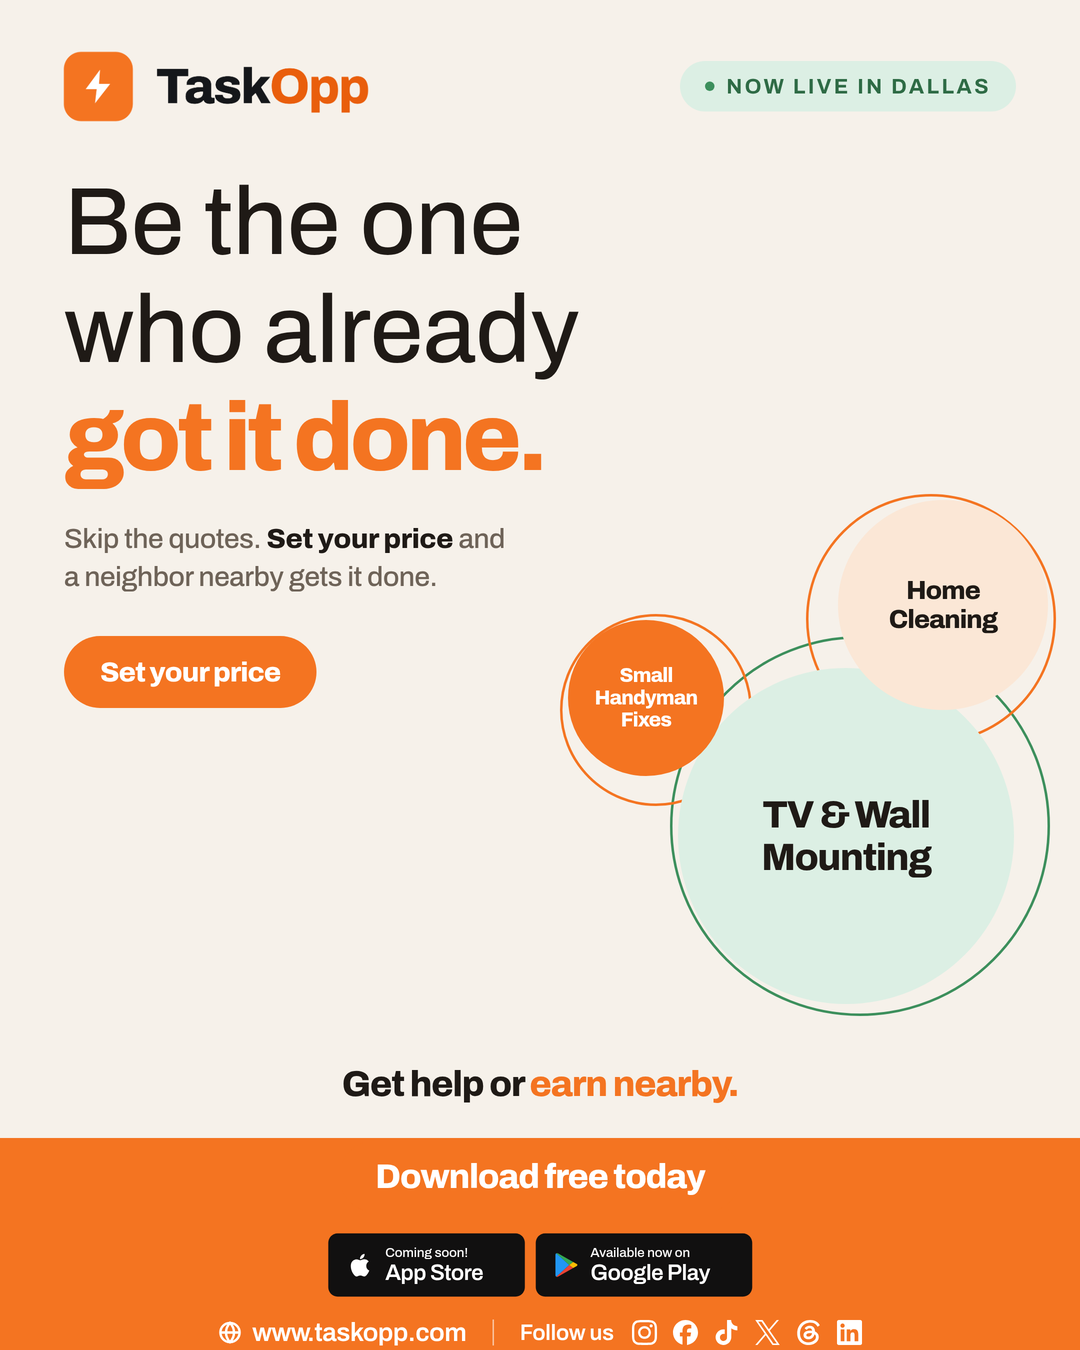 TaskOpp
NOW LIVE IN DALLAS
Be the one
who already
got it done.
Skip the quotes. Set your price and
a neighbor nearby gets it done.
Set your price
Home
Cleaning
Small
Handyman
Fixes
TV & Wall
Mounting
Get help or earn nearby.
Download free today
Coming soon!
App Store
Available now on
Google Play
www.taskopp.com
Follow us